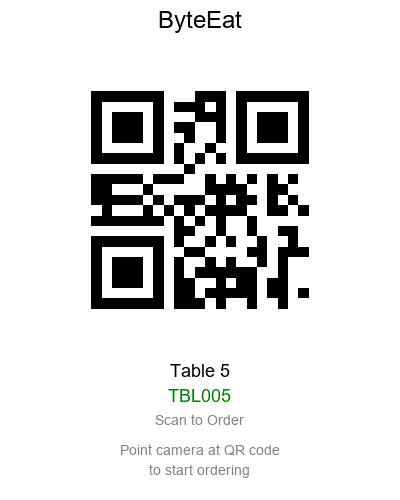 ByteEat
Table 5
TBL005
Scan to Order
Point camera at QR code
to start ordering